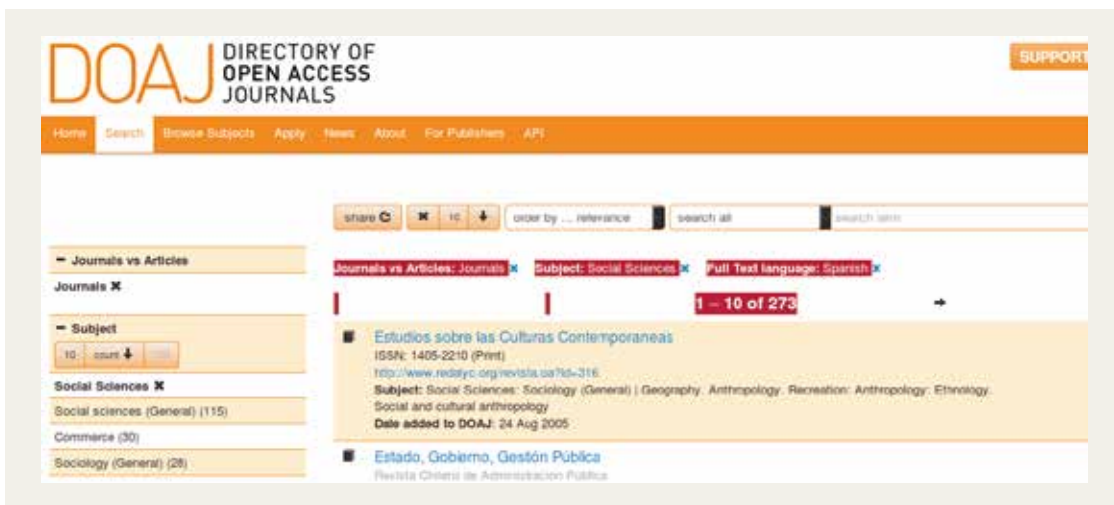 DOAJ
DIRECTORY OF
OPEN ACCESS
JOURNALS
SUPPORT
Home Search Browse Subjects Apply News About For Publishers API
share 10 order by ... relevance search all search term
− Journals vs Articles
Journals ✖
− Subject
10 count
Social Sciences ✖
Social sciences (General) (115)
Commerce (30)
Sociology (General) (28)
Journals vs Articles: Journals × Subject: Social Sciences × Full Text language: Spanish ×
1 – 10 of 273
Estudios sobre las Culturas Contemporaneas
ISSN: 1405-2210 (Print)
http://www.redalyc.org/revista.oa?id=316
Subject: Social Sciences: Sociology (General) | Geography. Anthropology. Recreation: Anthropology: Ethnology.
Social and cultural anthropology
Date added to DOAJ: 24 Aug 2005
Estado, Gobierno, Gestión Pública
Revista Chilena de Administración Pública